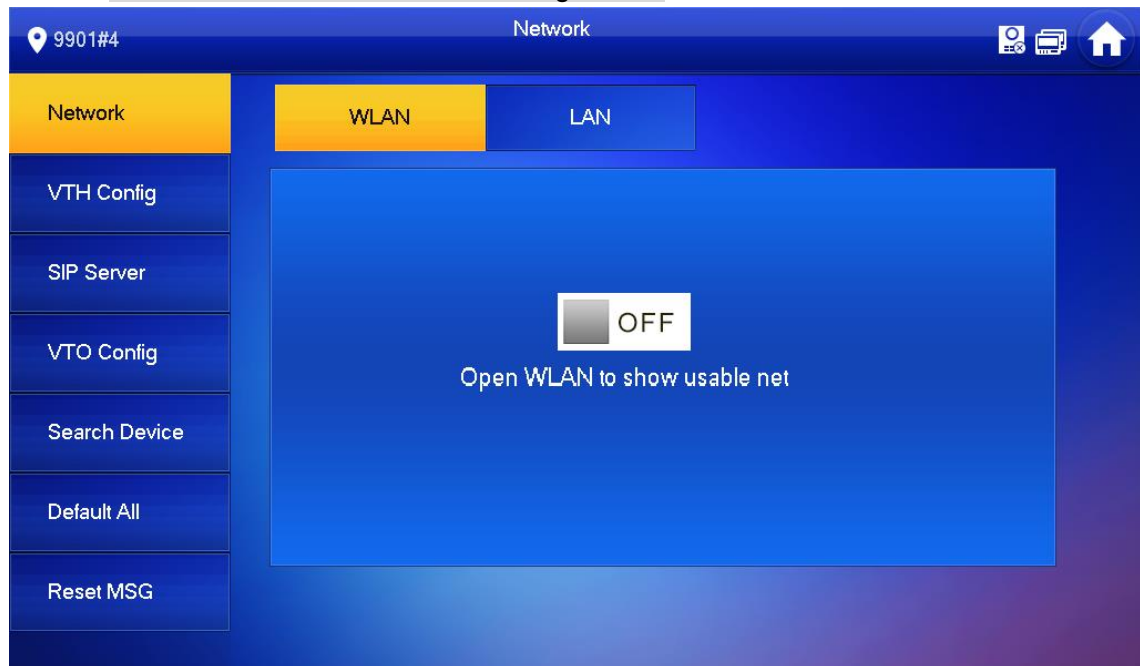 Network
9901#4
Network
WLAN
LAN
VTH Config
SIP Server
OFF
VTO Config
Open WLAN to show usable net
Search Device
Default All
Reset MSG